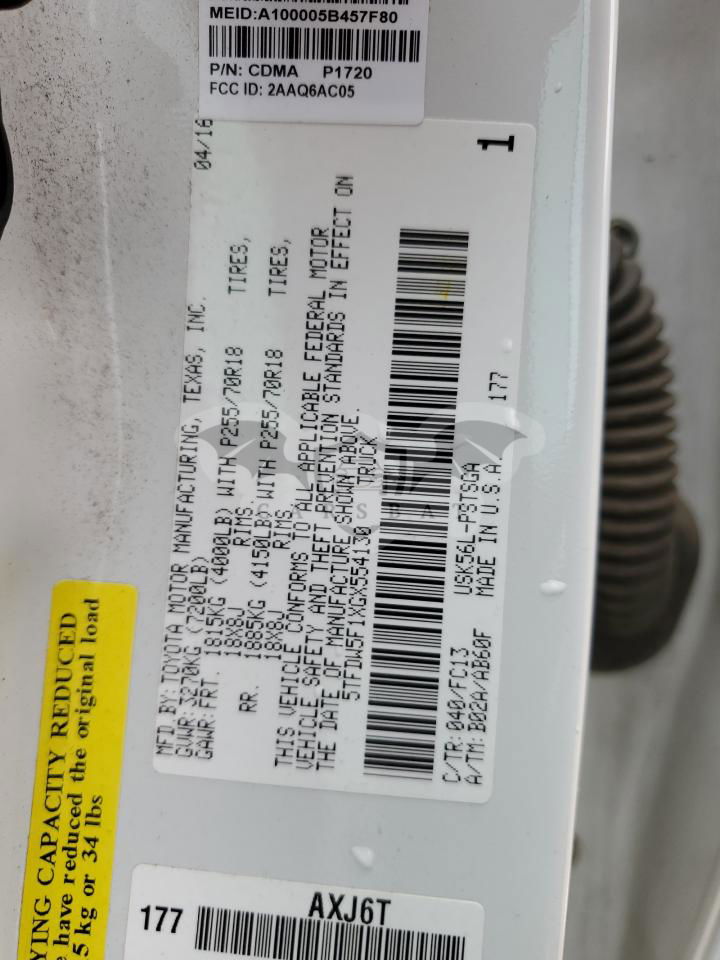 MEID:A100005B457F80
P/N: CDMA P1720
FCC ID: 2AAQ6AC05
MFD BY: TOYOTA MOTOR MANUFACTURING, TEXAS, INC. 04/16
GVWR: 3270KG (7200LB)
GAWR: FRT. 1815KG (4000LB) WITH P255/70R18 TIRES,
18X8J RIMS.
RR. 1885KG (4150LB) WITH P255/70R18 TIRES,
18X8J RIMS.
THIS VEHICLE CONFORMS TO ALL APPLICABLE FEDERAL MOTOR
VEHICLE SAFETY AND THEFT PREVENTION STANDARDS IN EFFECT ON
THE DATE OF MANUFACTURE SHOWN ABOVE.
5TFDW5F1XGX554130 TRUCK
C/TR: 040/FC13 USK56L-PSTSGA
A/TM: B02A/AB60F MADE IN U.S.A. 177
1
CARSBAT
YING CAPACITY REDUCED
e have reduced the original load
5 kg or 34 lbs
AXJ6T
177